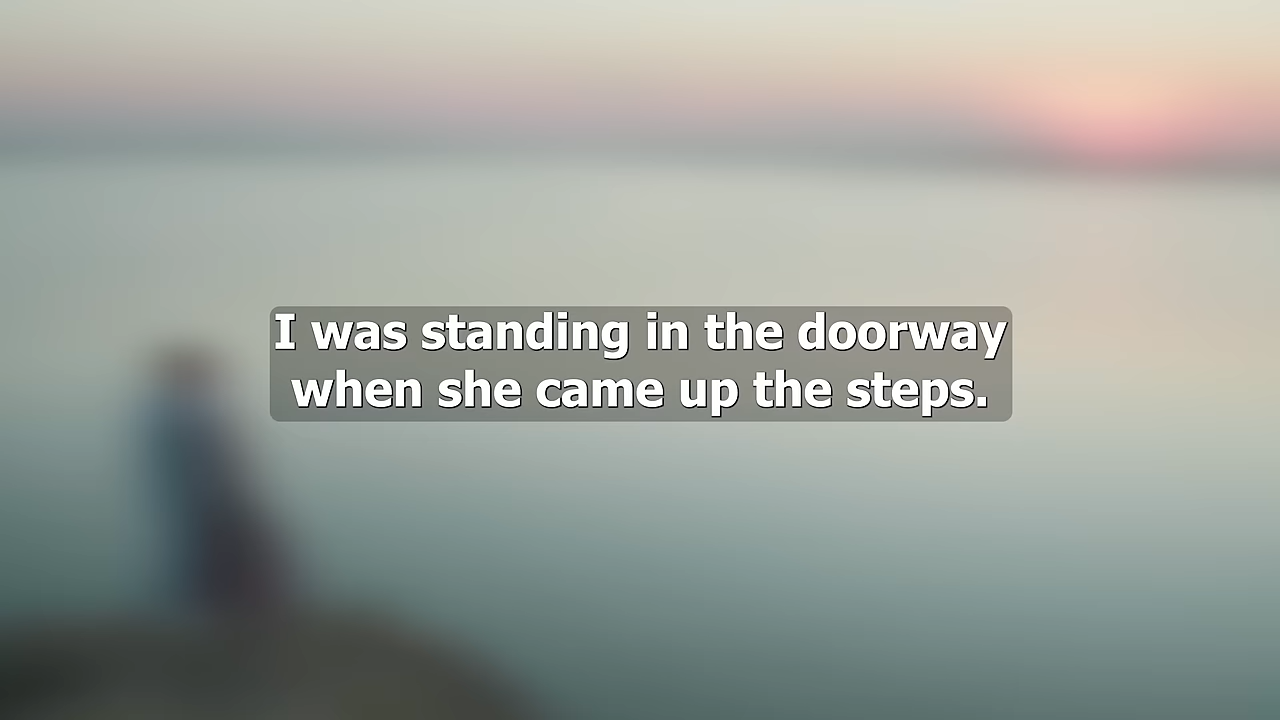 I was standing in the doorway
when she came up the steps.